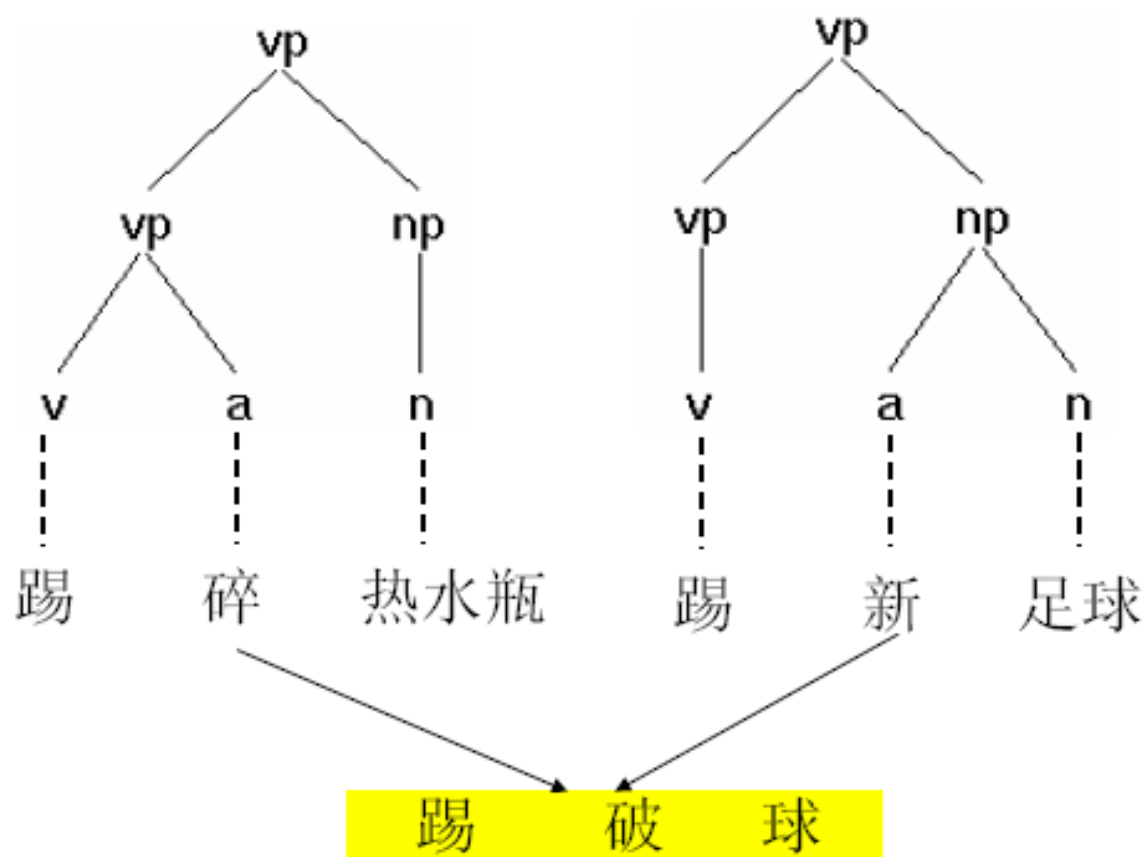 vp vp
vp np vp np
v a n v a n
踢 碎 热水瓶 踢 新 足球
踢 破 球